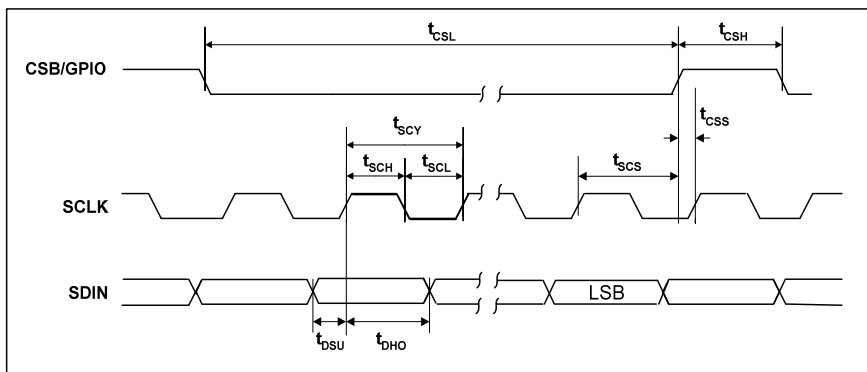 tCSL
tCSH
CSB/GPIO
tCSS
tSCY
tSCH
tSCL
tSCS
SCLK
SDIN
LSB
tDSU
tDHO